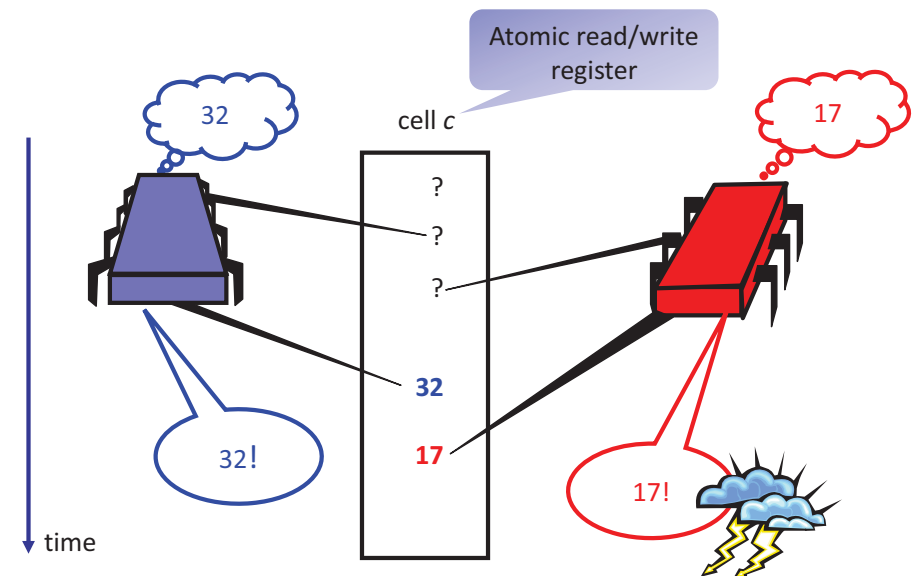 Atomic read/write
register
cell c
32
17
?
?
?
32
17
32!
17!
time